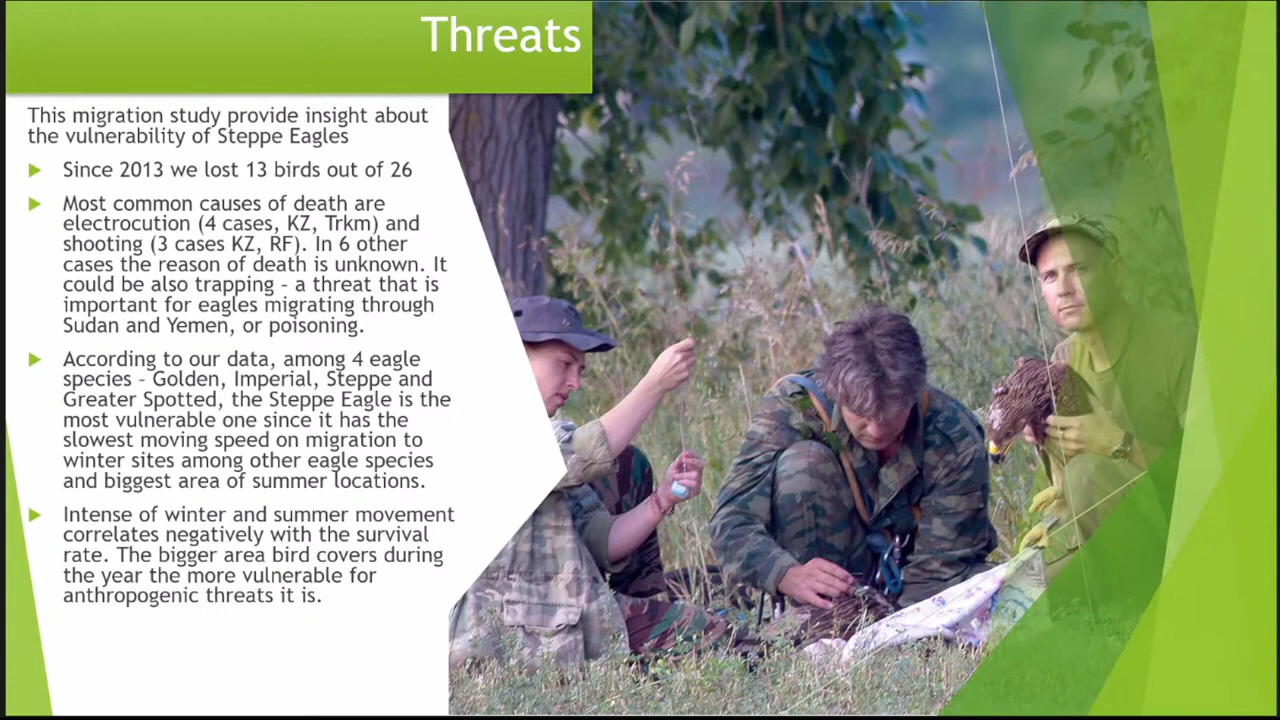 Threats
This migration study provide insight about
the vulnerability of Steppe Eagles
Since 2013 we lost 13 birds out of 26
Most common causes of death are
electrocution (4 cases, KZ, Trkm) and
shooting (3 cases KZ, RF). In 6 other
cases the reason of death is unknown. It
could be also trapping – a threat that is
important for eagles migrating through
Sudan and Yemen, or poisoning.
According to our data, among 4 eagle
species – Golden, Imperial, Steppe and
Greater Spotted, the Steppe Eagle is the
most vulnerable one since it has the
slowest moving speed on migration to
winter sites among other eagle species
and biggest area of summer locations.
Intense of winter and summer movement
correlates negatively with the survival
rate. The bigger area bird covers during
the year the more vulnerable for
anthropogenic threats it is.